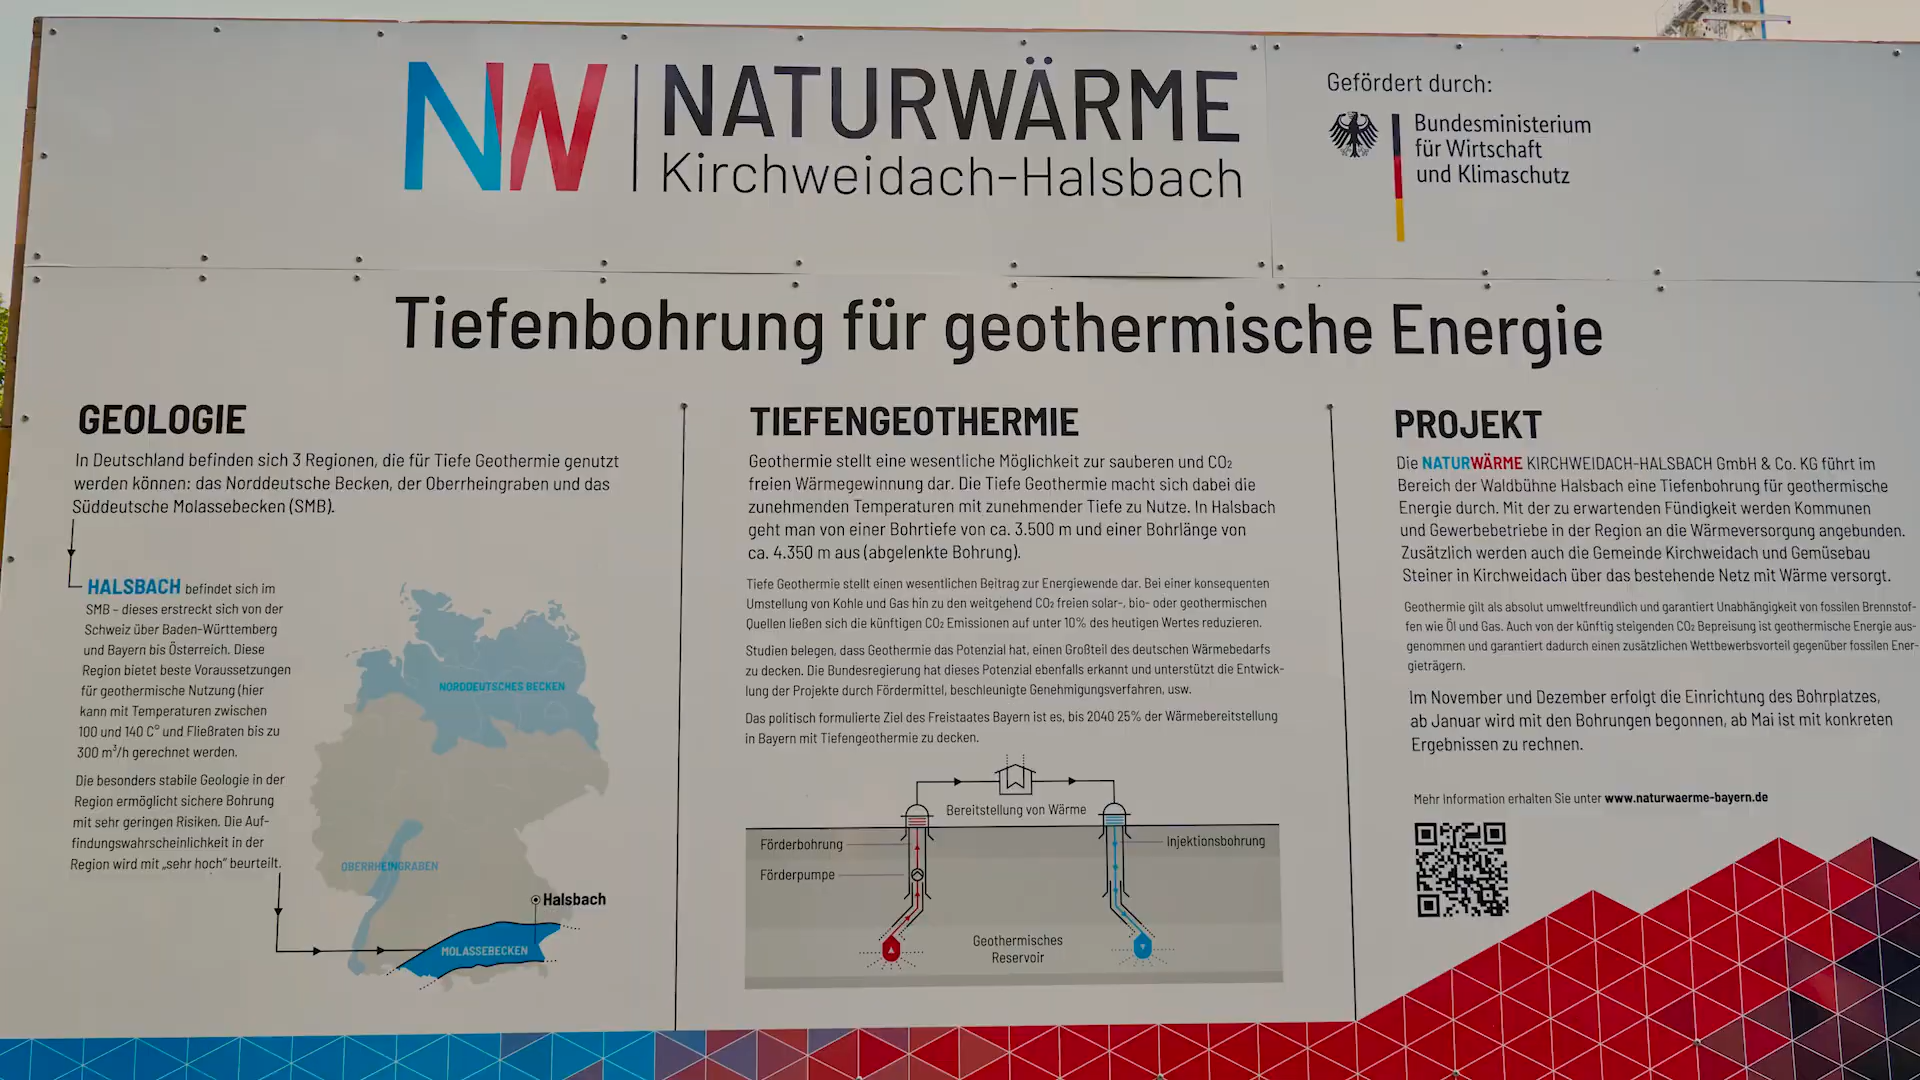 NW
NATURWÄRME
Kirchweidach-Halsbach
Gefördert durch:
Bundesministerium
für Wirtschaft
und Klimaschutz
Tiefenbohrung für geothermische Energie
GEOLOGIE
In Deutschland befinden sich 3 Regionen, die für Tiefe Geothermie genutzt
werden können: das Norddeutsche Becken, der Oberrheingraben und das
Süddeutsche Molassebecken (SMB).
HALSBACH befindet sich im
SMB – dieses erstreckt sich von der
Schweiz über Baden-Württemberg
und Bayern bis Österreich. Diese
Region bietet beste Voraussetzungen
für geothermische Nutzung (hier
kann mit Temperaturen zwischen
100 und 140 C° und Fließraten bis zu
300 m³/h gerechnet werden.
Die besonders stabile Geologie in der
Region ermöglicht sichere Bohrung
mit sehr geringen Risiken. Die Auf-
findungswahrscheinlichkeit in der
Region wird mit „sehr hoch“ beurteilt.
NORDDEUTSCHES BECKEN
OBERRHEINGRABEN
Halsbach
MOLASSEBECKEN
TIEFENGEOTHERMIE
Geothermie stellt eine wesentliche Möglichkeit zur sauberen und CO₂
freien Wärmegewinnung dar. Die Tiefe Geothermie macht sich dabei die
zunehmenden Temperaturen mit zunehmender Tiefe zu Nutze. In Halsbach
geht man von einer Bohrtiefe von ca. 3.500 m und einer Bohrlänge von
ca. 4.350 m aus (abgelenkte Bohrung).
Tiefe Geothermie stellt einen wesentlichen Beitrag zur Energiewende dar. Bei einer konsequenten
Umstellung von Kohle und Gas hin zu den weitgehend CO₂ freien solar-, bio- oder geothermischen
Quellen ließen sich die künftigen CO₂ Emissionen auf unter 10% des heutigen Wertes reduzieren.
Studien belegen, dass Geothermie das Potenzial hat, einen Großteil des deutschen Wärmebedarfs
zu decken. Die Bundesregierung hat dieses Potenzial ebenfalls erkannt und unterstützt die Entwick-
lung der Projekte durch Fördermittel, beschleunigte Genehmigungsverfahren, usw.
Das politisch formulierte Ziel des Freistaates Bayern ist es, bis 2040 25% der Wärmebereitstellung
in Bayern mit Tiefengeothermie zu decken.
Bereitstellung von Wärme
Förderbohrung
Injektionsbohrung
Förderpumpe
Geothermisches
Reservoir
PROJEKT
Die NATURWÄRME KIRCHWEIDACH-HALSBACH GmbH & Co. KG führt im
Bereich der Waldbühne Halsbach eine Tiefenbohrung für geothermische
Energie durch. Mit der zu erwartenden Fündigkeit werden Kommunen
und Gewerbebetriebe in der Region an die Wärmeversorgung angebunden.
Zusätzlich werden auch die Gemeinde Kirchweidach und Gemüsebau
Steiner in Kirchweidach über das bestehende Netz mit Wärme versorgt.
Geothermie gilt als absolut umweltfreundlich und garantiert Unabhängigkeit von fossilen Brennstof-
fen wie Öl und Gas. Auch von der künftig steigenden CO₂ Bepreisung ist geothermische Energie aus-
genommen und garantiert dadurch einen zusätzlichen Wettbewerbsvorteil gegenüber fossilen Ener-
gieträgern.
Im November und Dezember erfolgt die Einrichtung des Bohrplatzes,
ab Januar wird mit den Bohrungen begonnen, ab Mai ist mit konkreten
Ergebnissen zu rechnen.
Mehr Information erhalten Sie unter www.naturwaerme-bayern.de